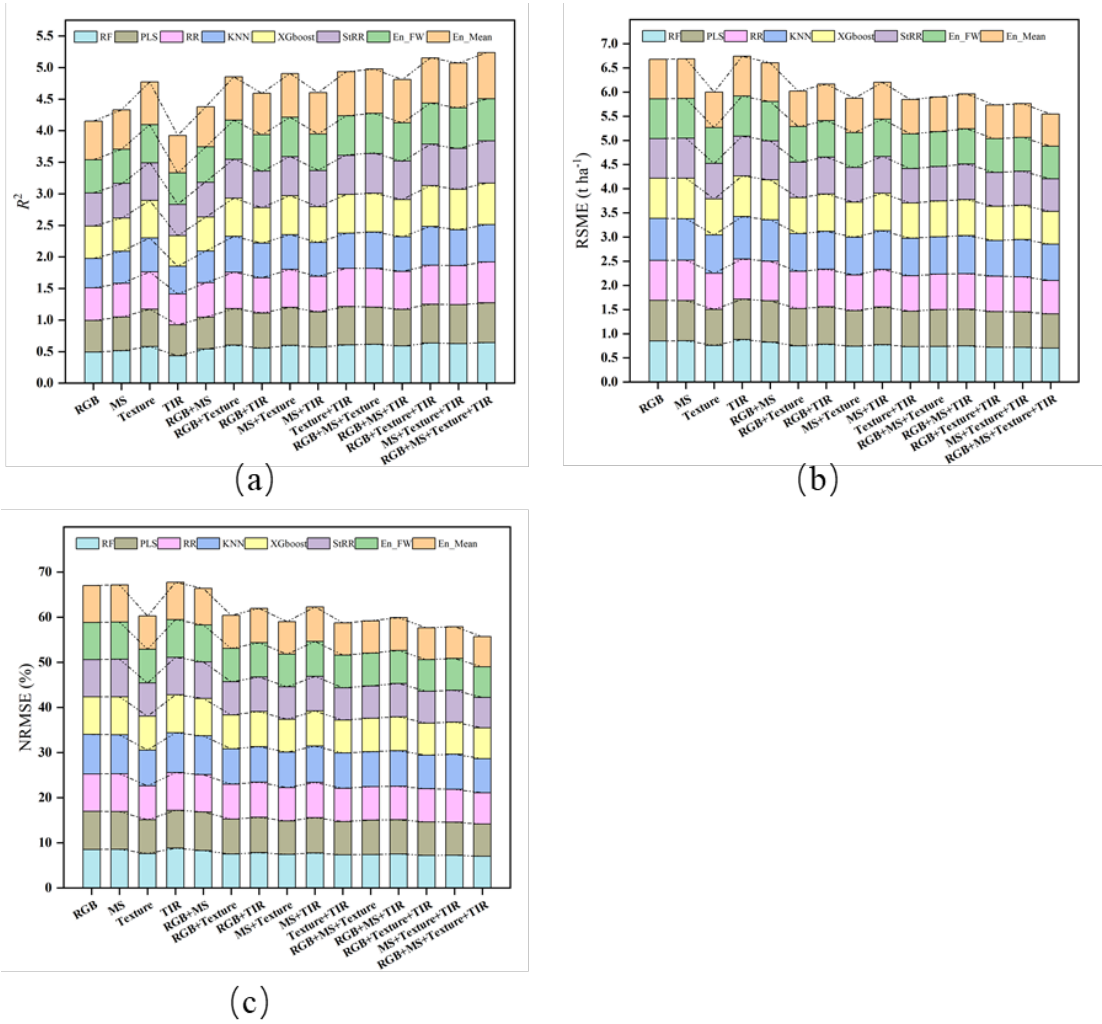 RF PLS RR KNN XGboost StRR En_FW En_Mean
R²
5.5
5.0
4.5
4.0
3.5
3.0
2.5
2.0
1.5
1.0
0.5
0.0
RGB
MS
Texture
TIR
RGB+MS
RGB+Texture
RGB+TIR
MS+Texture
MS+TIR
Texture+TIR
RGB+MS+Texture
RGB+MS+TIR
RGB+Texture+TIR
MS+Texture+TIR
RGB+MS+Texture+TIR
(a)
RF PLS RR KNN XGboost StRR En_FW En_Mean
RSME (t ha⁻¹)
7.0
6.5
6.0
5.5
5.0
4.5
4.0
3.5
3.0
2.5
2.0
1.5
1.0
0.5
0.0
RGB
MS
Texture
TIR
RGB+MS
RGB+Texture
RGB+TIR
MS+Texture
MS+TIR
Texture+TIR
RGB+MS+Texture
RGB+MS+TIR
RGB+Texture+TIR
MS+Texture+TIR
RGB+MS+Texture+TIR
(b)
RF PLS RR KNN XGboost StRR En_FW En_Mean
NRMSE (%)
70
60
50
40
30
20
10
0
RGB
MS
Texture
TIR
RGB+MS
RGB+Texture
RGB+TIR
MS+Texture
MS+TIR
Texture+TIR
RGB+MS+Texture
RGB+MS+TIR
RGB+Texture+TIR
MS+Texture+TIR
RGB+MS+Texture+TIR
(c)